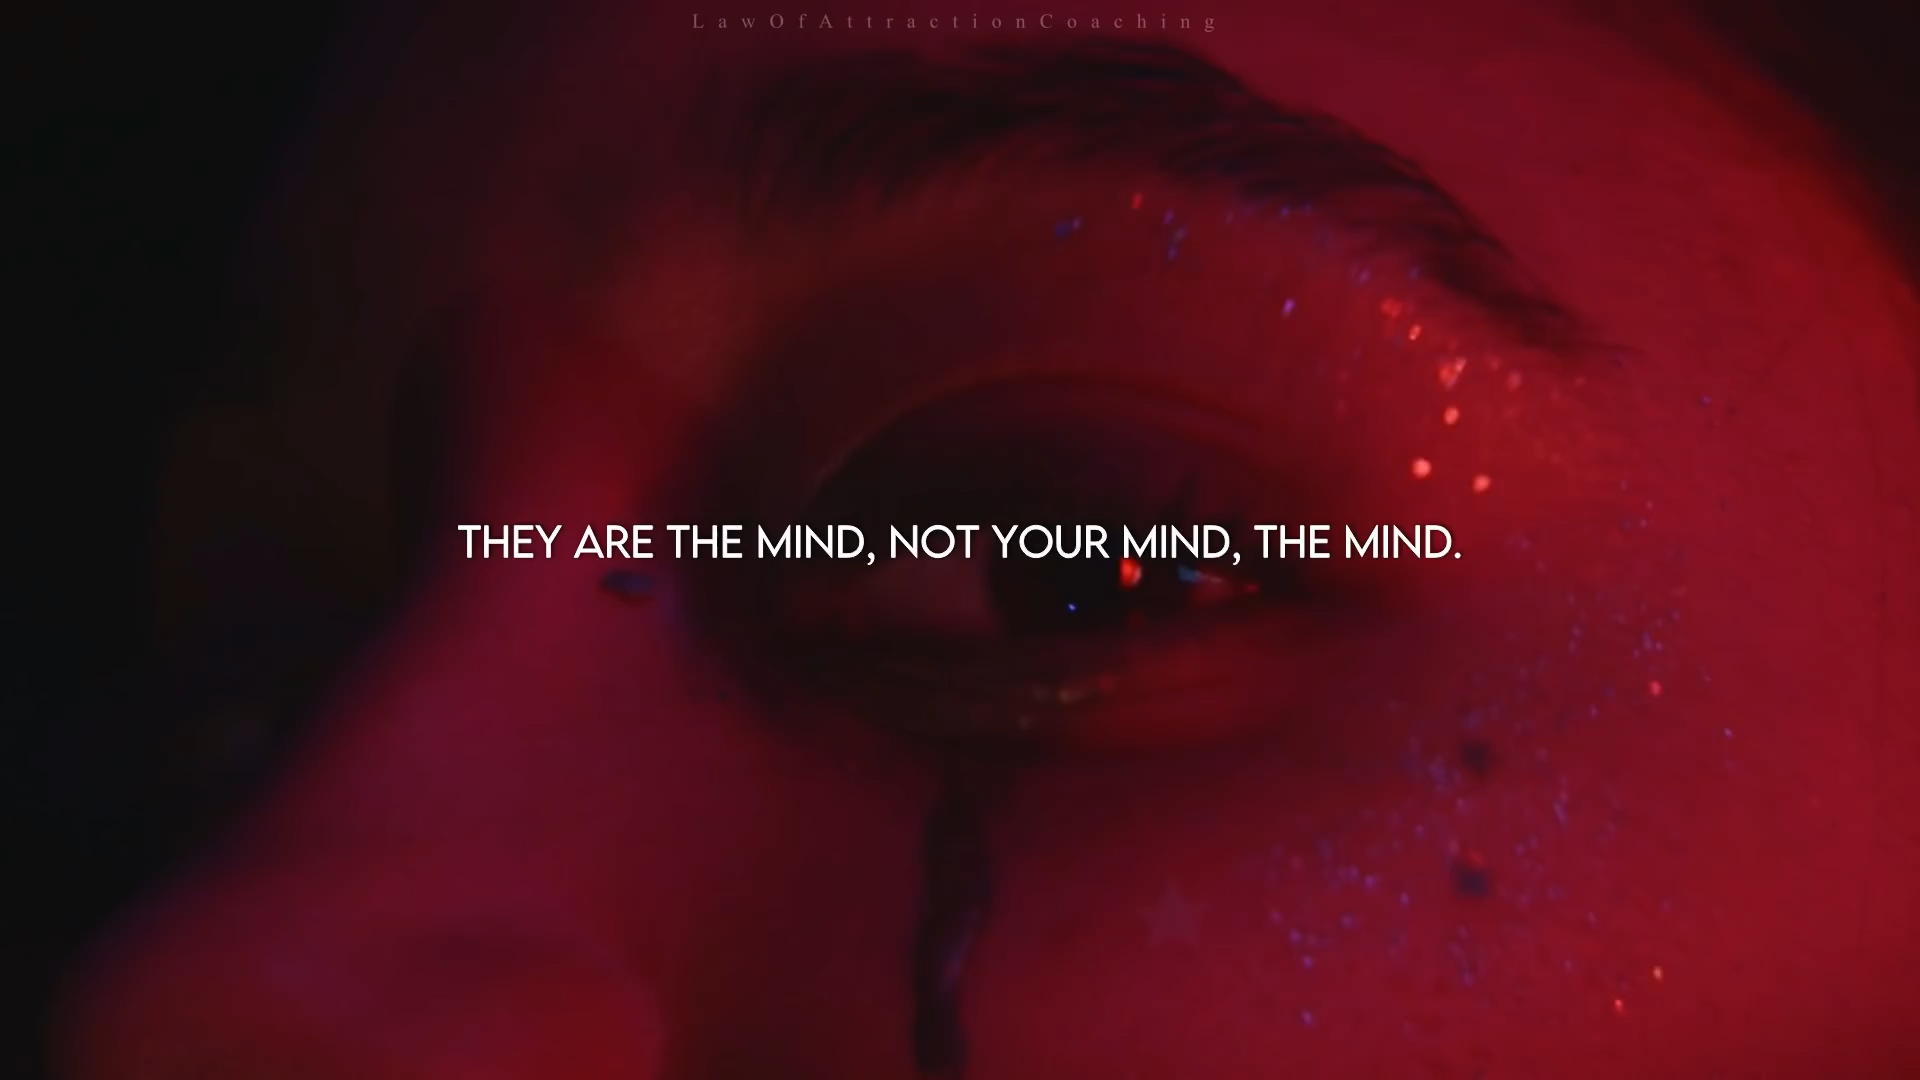 LawOfAttractionCoaching
THEY ARE THE MIND, NOT YOUR MIND, THE MIND.